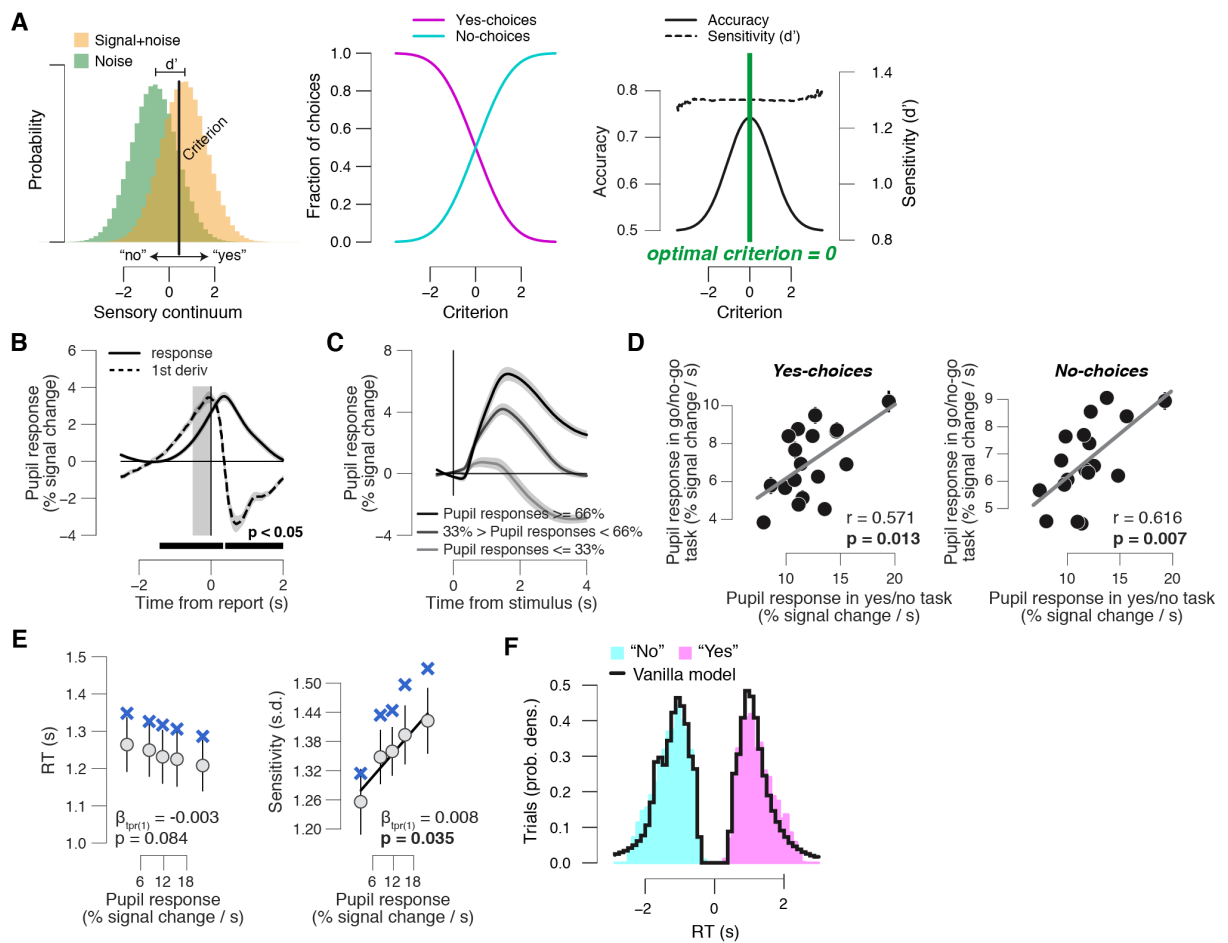 A
Signal+noise
Noise
d'
Criterion
Probability
"no"
"yes"
−2
0
2
Sensory continuum
Yes-choices
No-choices
1.0
0.8
0.6
0.4
0.2
0.0
Fraction of choices
−2
0
2
Criterion
Accuracy
Sensitivity (d')
0.8
0.7
0.6
0.5
Accuracy
1.4
1.2
1.0
0.8
Sensitivity (d')
optimal criterion = 0
−2
0
2
Criterion
B
response
1st deriv
6
4
2
0
−2
−4
Pupil response
(% signal change)
p < 0.05
−2
0
2
Time from report (s)
C
8
4
0
−4
Pupil response
(% signal change)
Pupil responses >= 66%
33% > Pupil responses < 66%
Pupil responses <= 33%
0
2
4
Time from stimulus (s)
D
Yes-choices
10
8
6
4
Pupil response in go/no-go
task (% signal change / s)
r = 0.571
p = 0.013
10
15
20
Pupil response in yes/no task
(% signal change / s)
No-choices
9
8
7
6
5
Pupil response in go/no-go
task (% signal change / s)
r = 0.616
p = 0.007
10
15
20
Pupil response in yes/no task
(% signal change / s)
E
1.5
1.4
1.3
1.2
1.1
1.0
RT (s)
βtpr(1) = -0.003
p = 0.084
6
12
18
Pupil response
(% signal change / s)
1.50
1.44
1.38
1.32
1.26
1.20
Sensitivity (s.d.)
βtpr(1) = 0.008
p = 0.035
6
12
18
Pupil response
(% signal change / s)
F
"No"
"Yes"
Vanilla model
0.5
0.4
0.3
0.2
0.1
0.0
Trials (prob. dens.)
−2
0
2
RT (s)